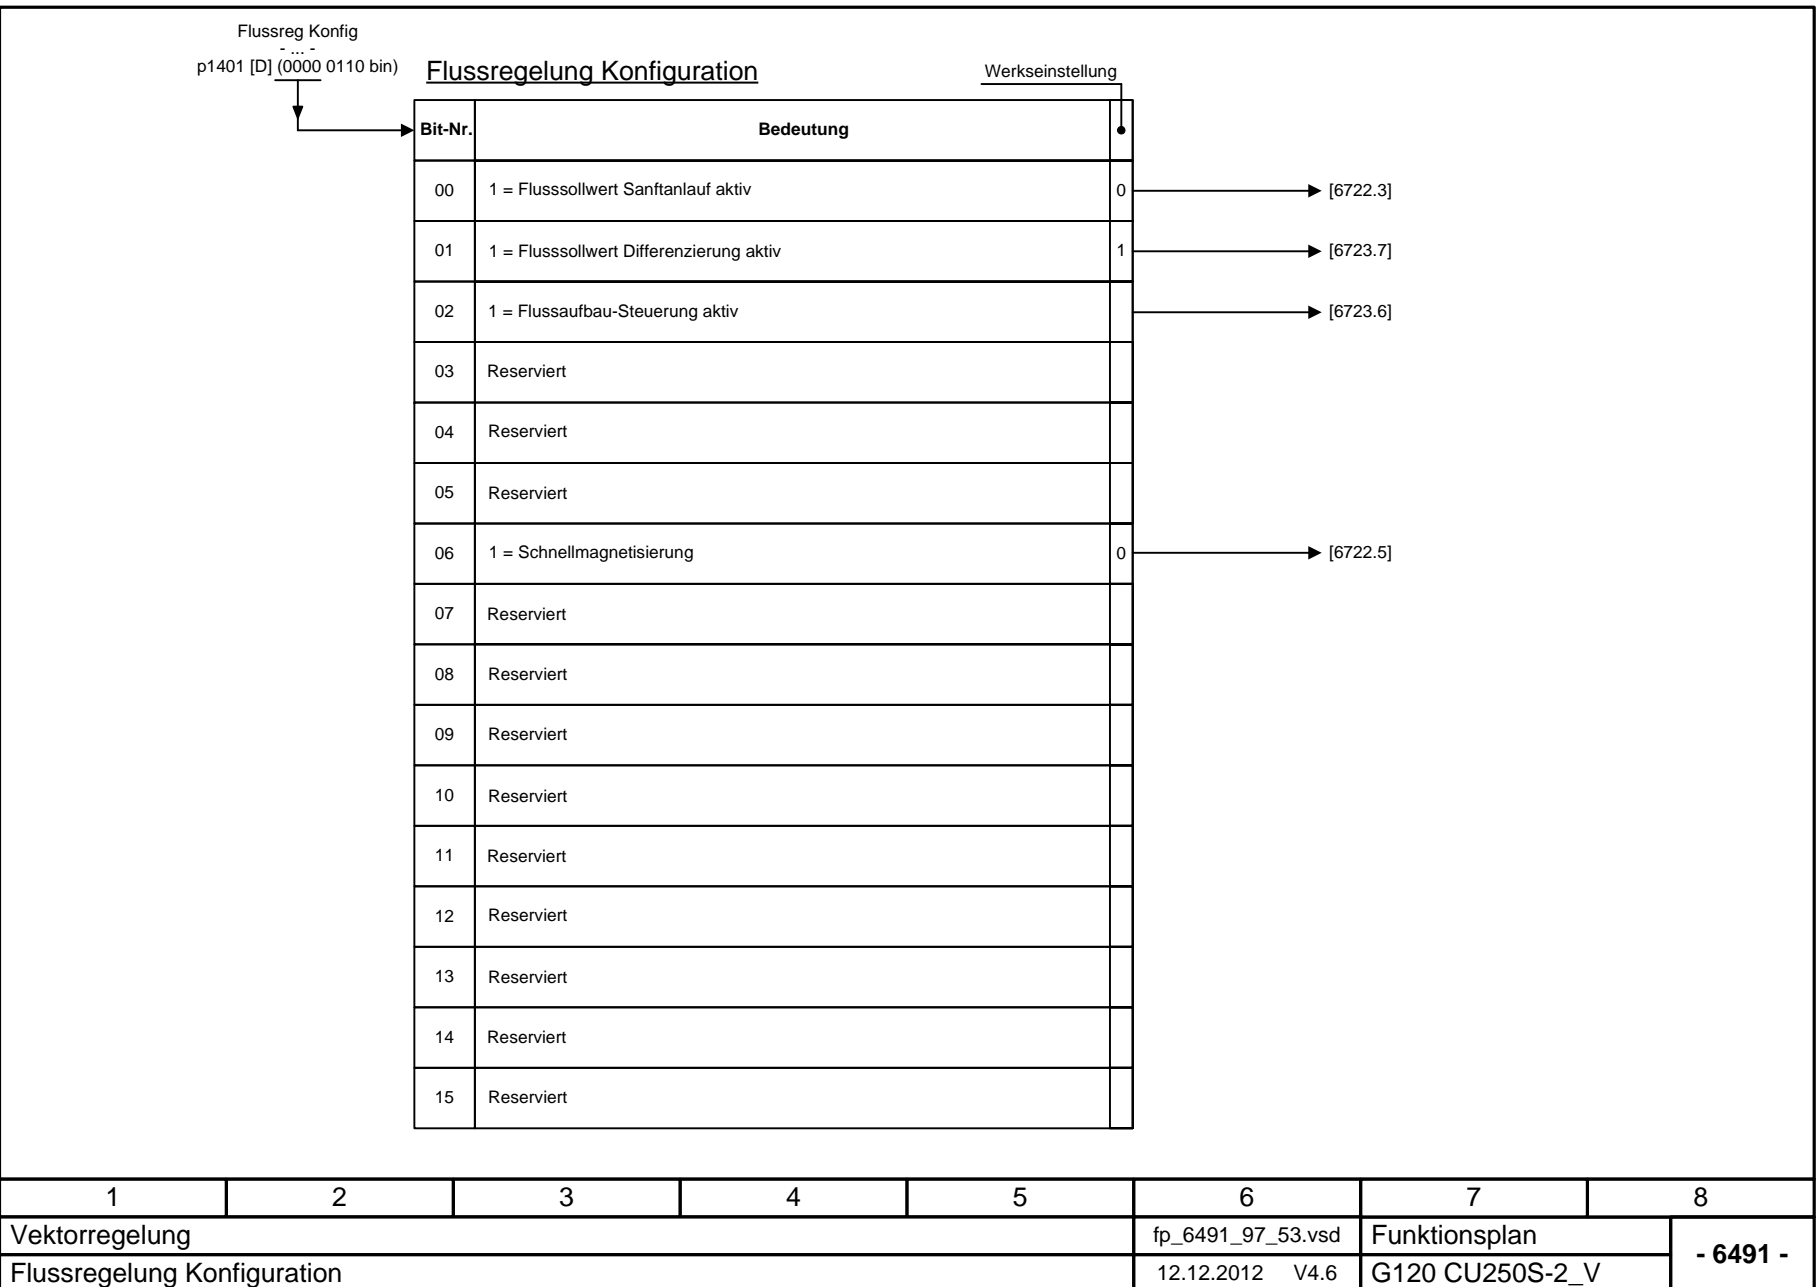 Flussreg Konfig
- ... -
p1401 [D] (0000 0110 bin)
Flussregelung Konfiguration
Werkseinstellung
Bit-Nr. Bedeutung
00 1 = Flusssollwert Sanftanlauf aktiv 0 [6722.3]
01 1 = Flusssollwert Differenzierung aktiv 1 [6723.7]
02 1 = Flussaufbau-Steuerung aktiv [6723.6]
03 Reserviert
04 Reserviert
05 Reserviert
06 1 = Schnellmagnetisierung 0 [6722.5]
07 Reserviert
08 Reserviert
09 Reserviert
10 Reserviert
11 Reserviert
12 Reserviert
13 Reserviert
14 Reserviert
15 Reserviert
1 2 3 4 5 6 7 8
Vektorregelung fp_6491_97_53.vsd Funktionsplan
- 6491 -
Flussregelung Konfiguration 12.12.2012 V4.6 G120 CU250S-2_V